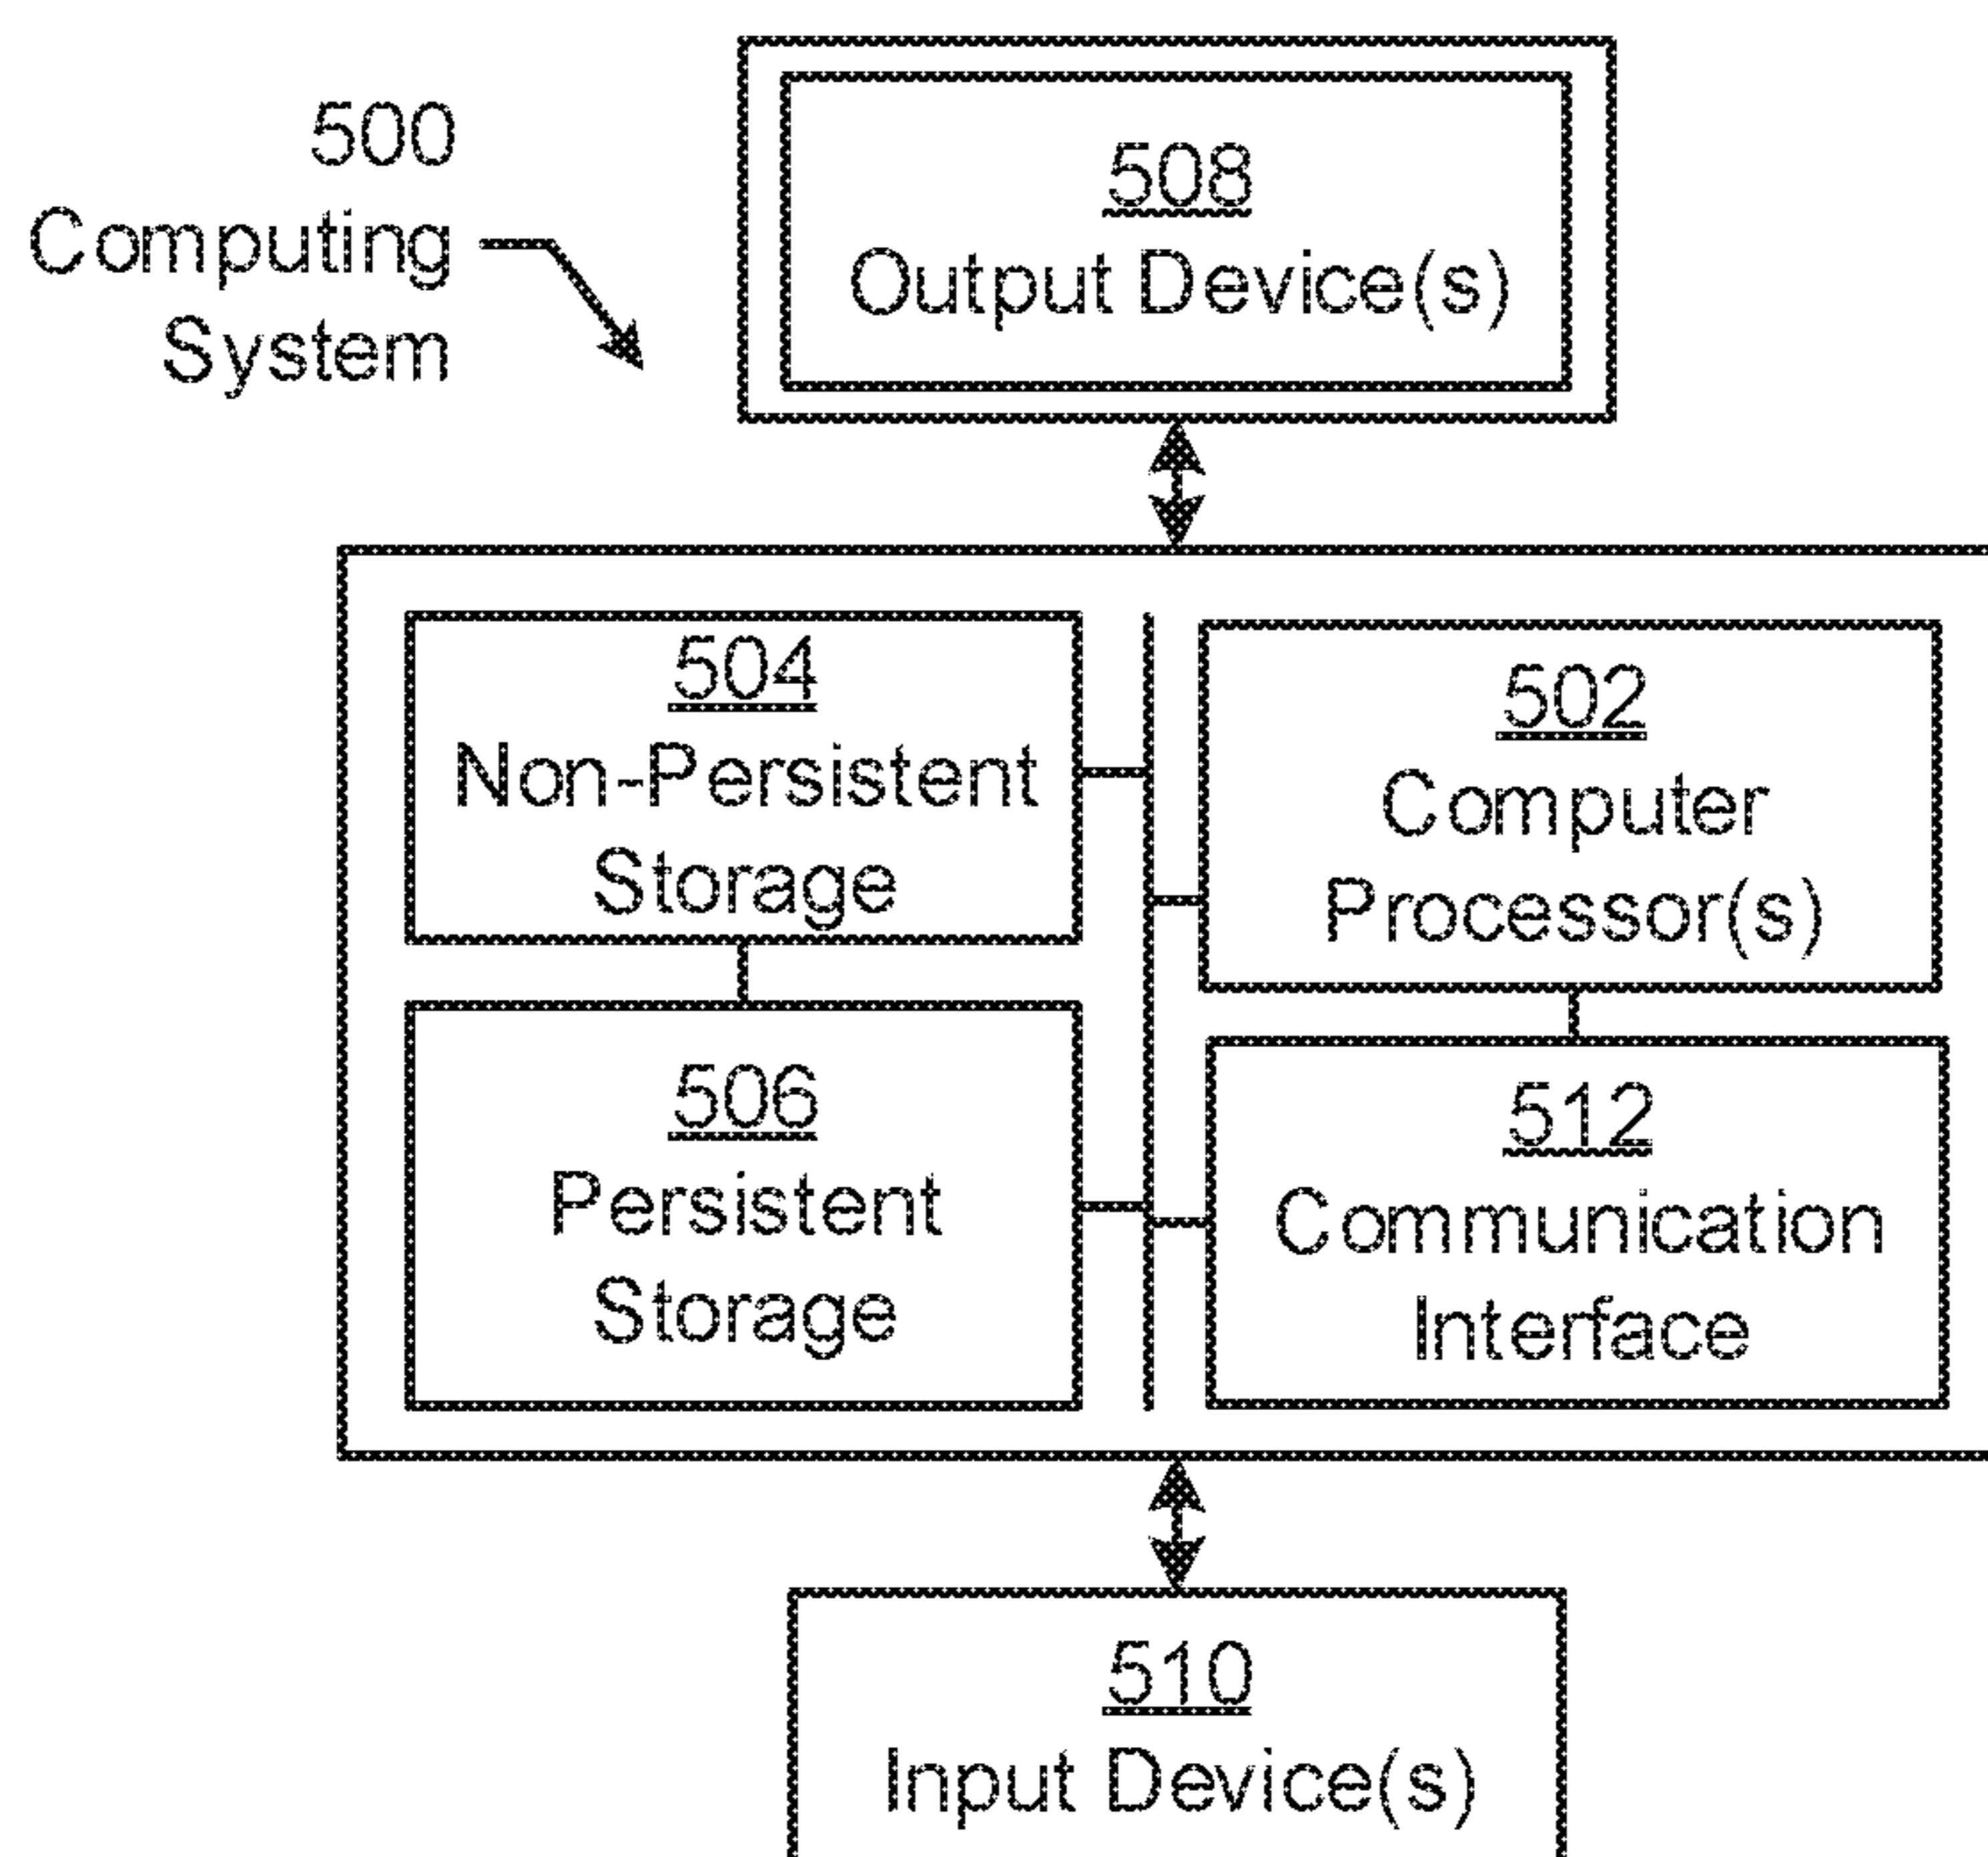 500
Computing
System
508
Output Device(s)
504
Non-Persistent
Storage
502
Computer
Processor(s)
506
Persistent
Storage
512
Communication
Interface
510
Input Device(s)